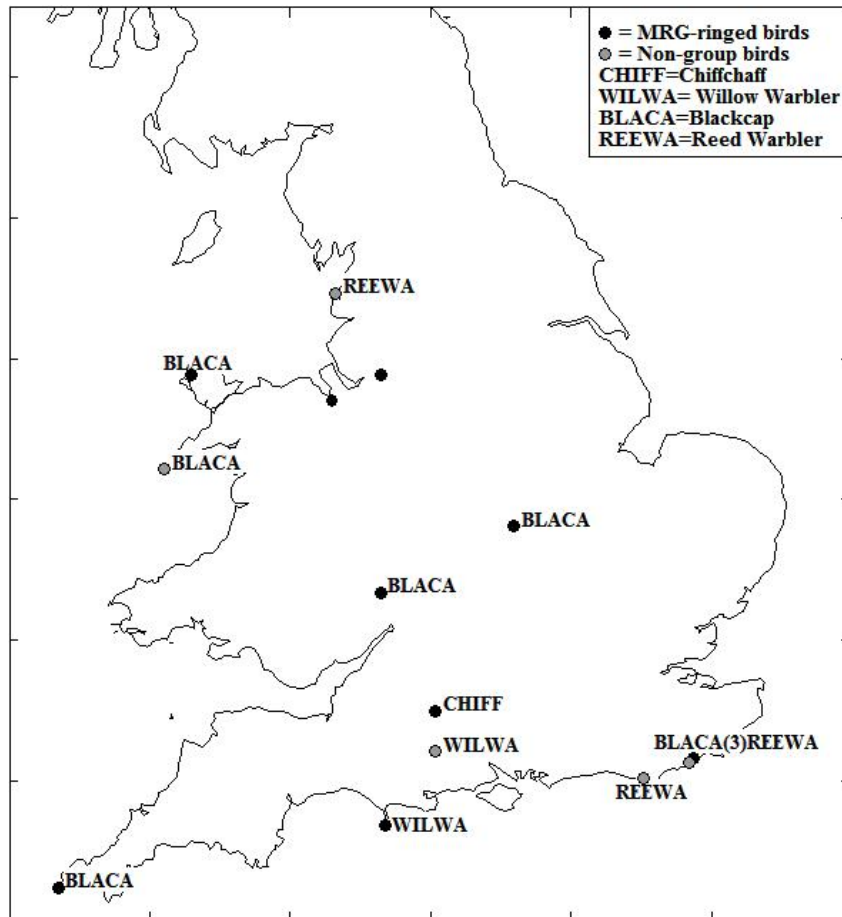 = MRG-ringed birds
= Non-group birds
CHIFF=Chiffchaff
WILWA= Willow Warbler
BLACA=Blackcap
REEWA=Reed Warbler
REEWA
BLACA
BLACA
BLACA
BLACA
CHIFF
WILWA
BLACA(3)REEWA
REEWA
WILWA
BLACA